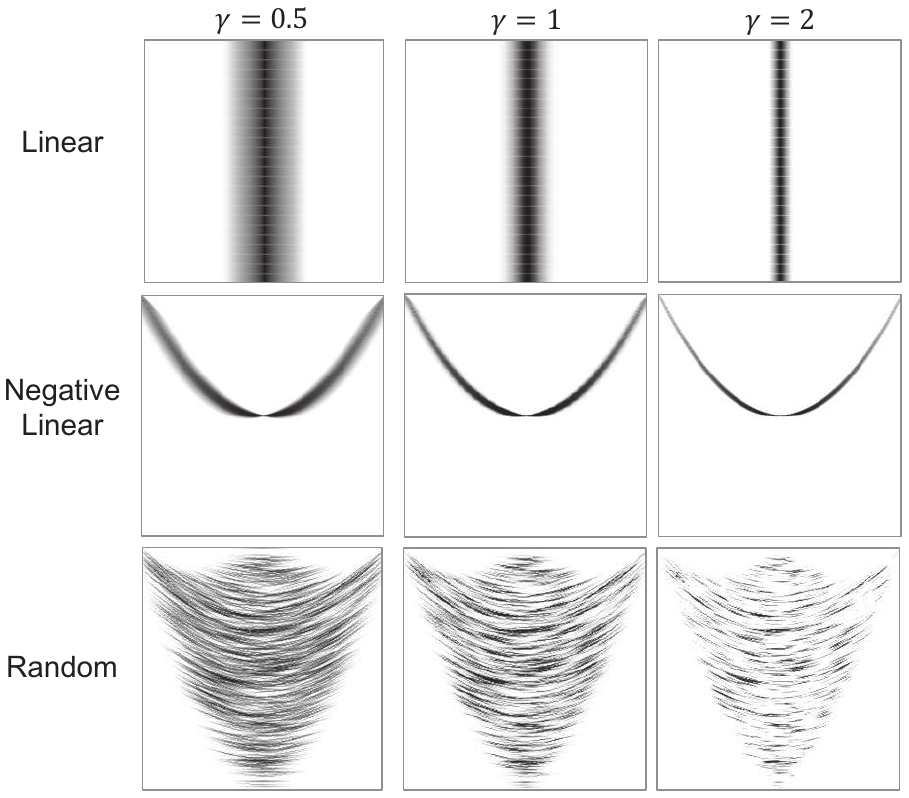 γ = 0.5
γ = 1
γ = 2
Linear
Negative
Linear
Random